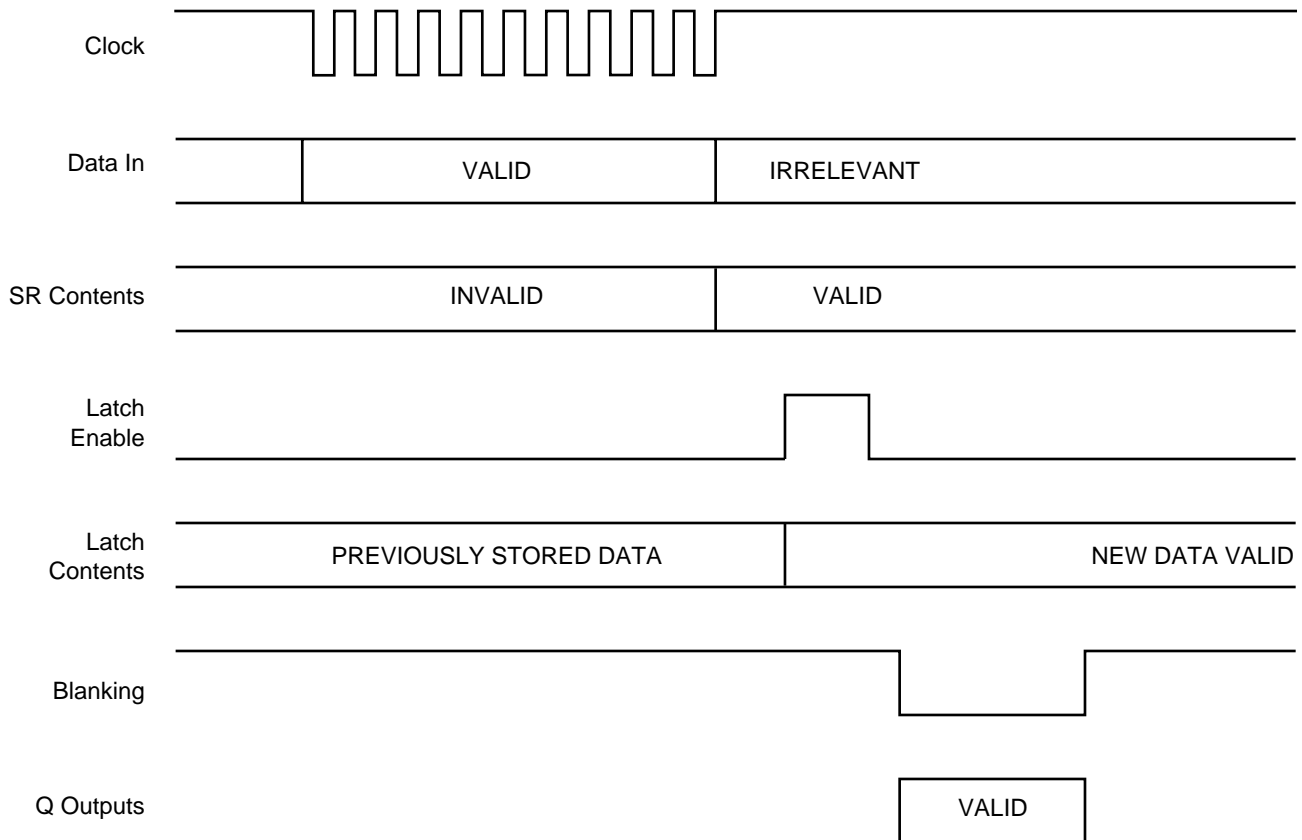 Clock
Data In
VALID
IRRELEVANT
SR Contents
INVALID
VALID
Latch
Enable
Latch
Contents
PREVIOUSLY STORED DATA
NEW DATA VALID
Blanking
Q Outputs
VALID